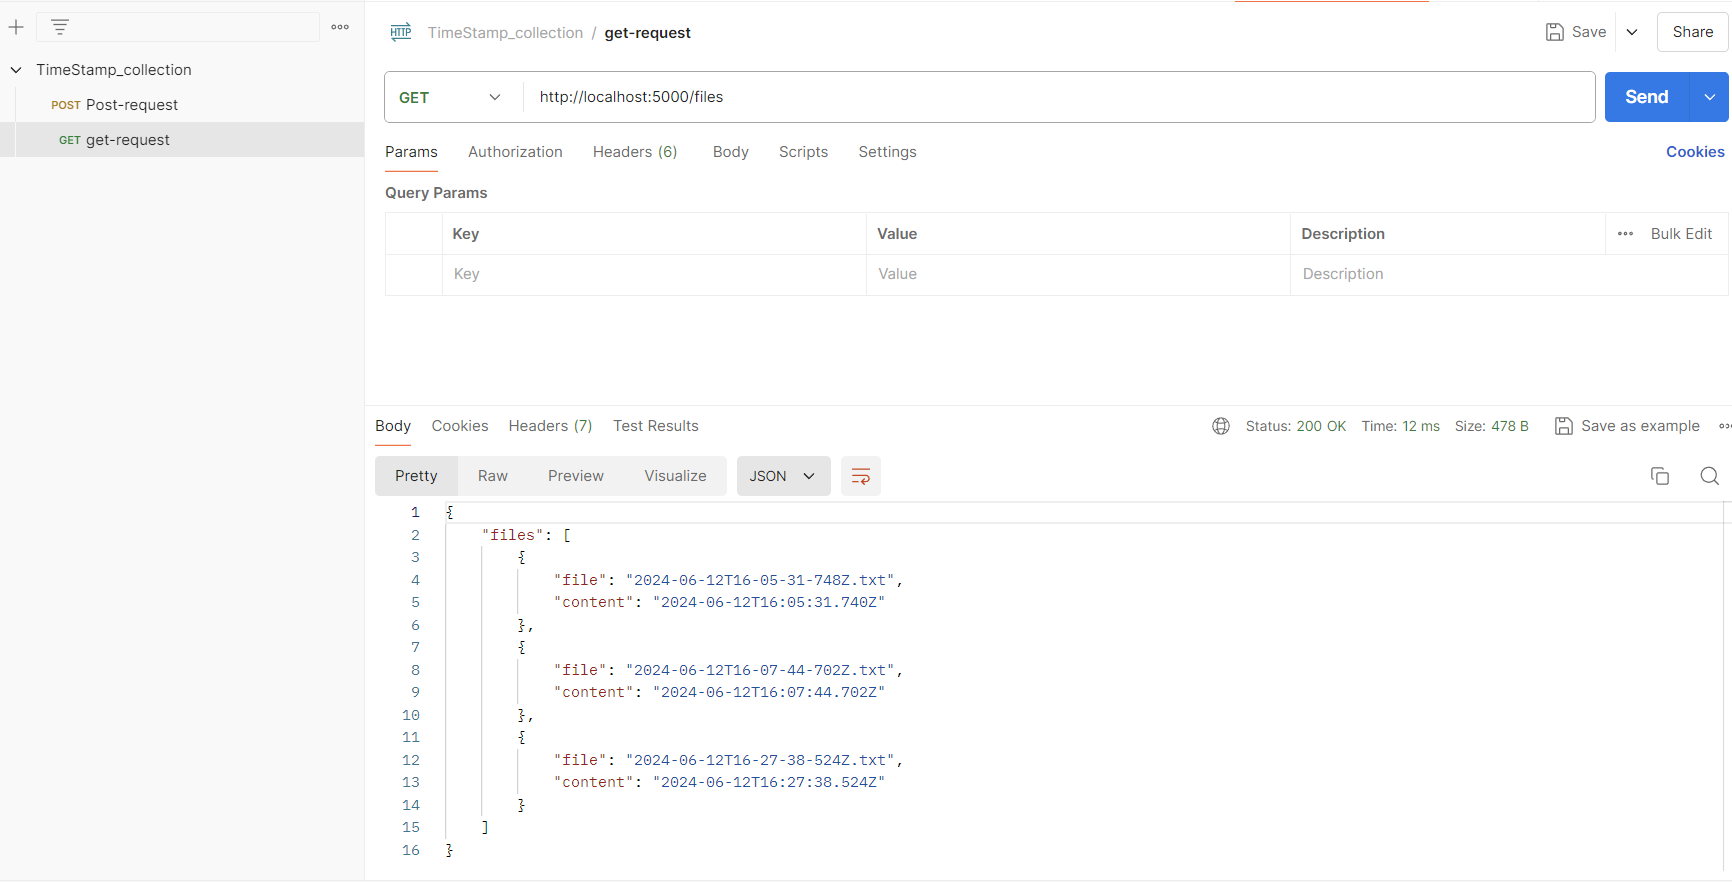 TimeStamp_collection
POST Post-request
GET get-request
HTTP TimeStamp_collection / get-request Save Share
GET http://localhost:5000/files Send
Params Authorization Headers (6) Body Scripts Settings Cookies
Query Params
Key Value Description Bulk Edit
Key Value Description
Body Cookies Headers (7) Test Results Status: 200 OK Time: 12 ms Size: 478 B Save as example
Pretty Raw Preview Visualize JSON
1 {
2 "files": [
3 {
4 "file": "2024-06-12T16-05-31-748Z.txt",
5 "content": "2024-06-12T16:05:31.740Z"
6 },
7 {
8 "file": "2024-06-12T16-07-44-702Z.txt",
9 "content": "2024-06-12T16:07:44.702Z"
10 },
11 {
12 "file": "2024-06-12T16-27-38-524Z.txt",
13 "content": "2024-06-12T16:27:38.524Z"
14 }
15 ]
16 }